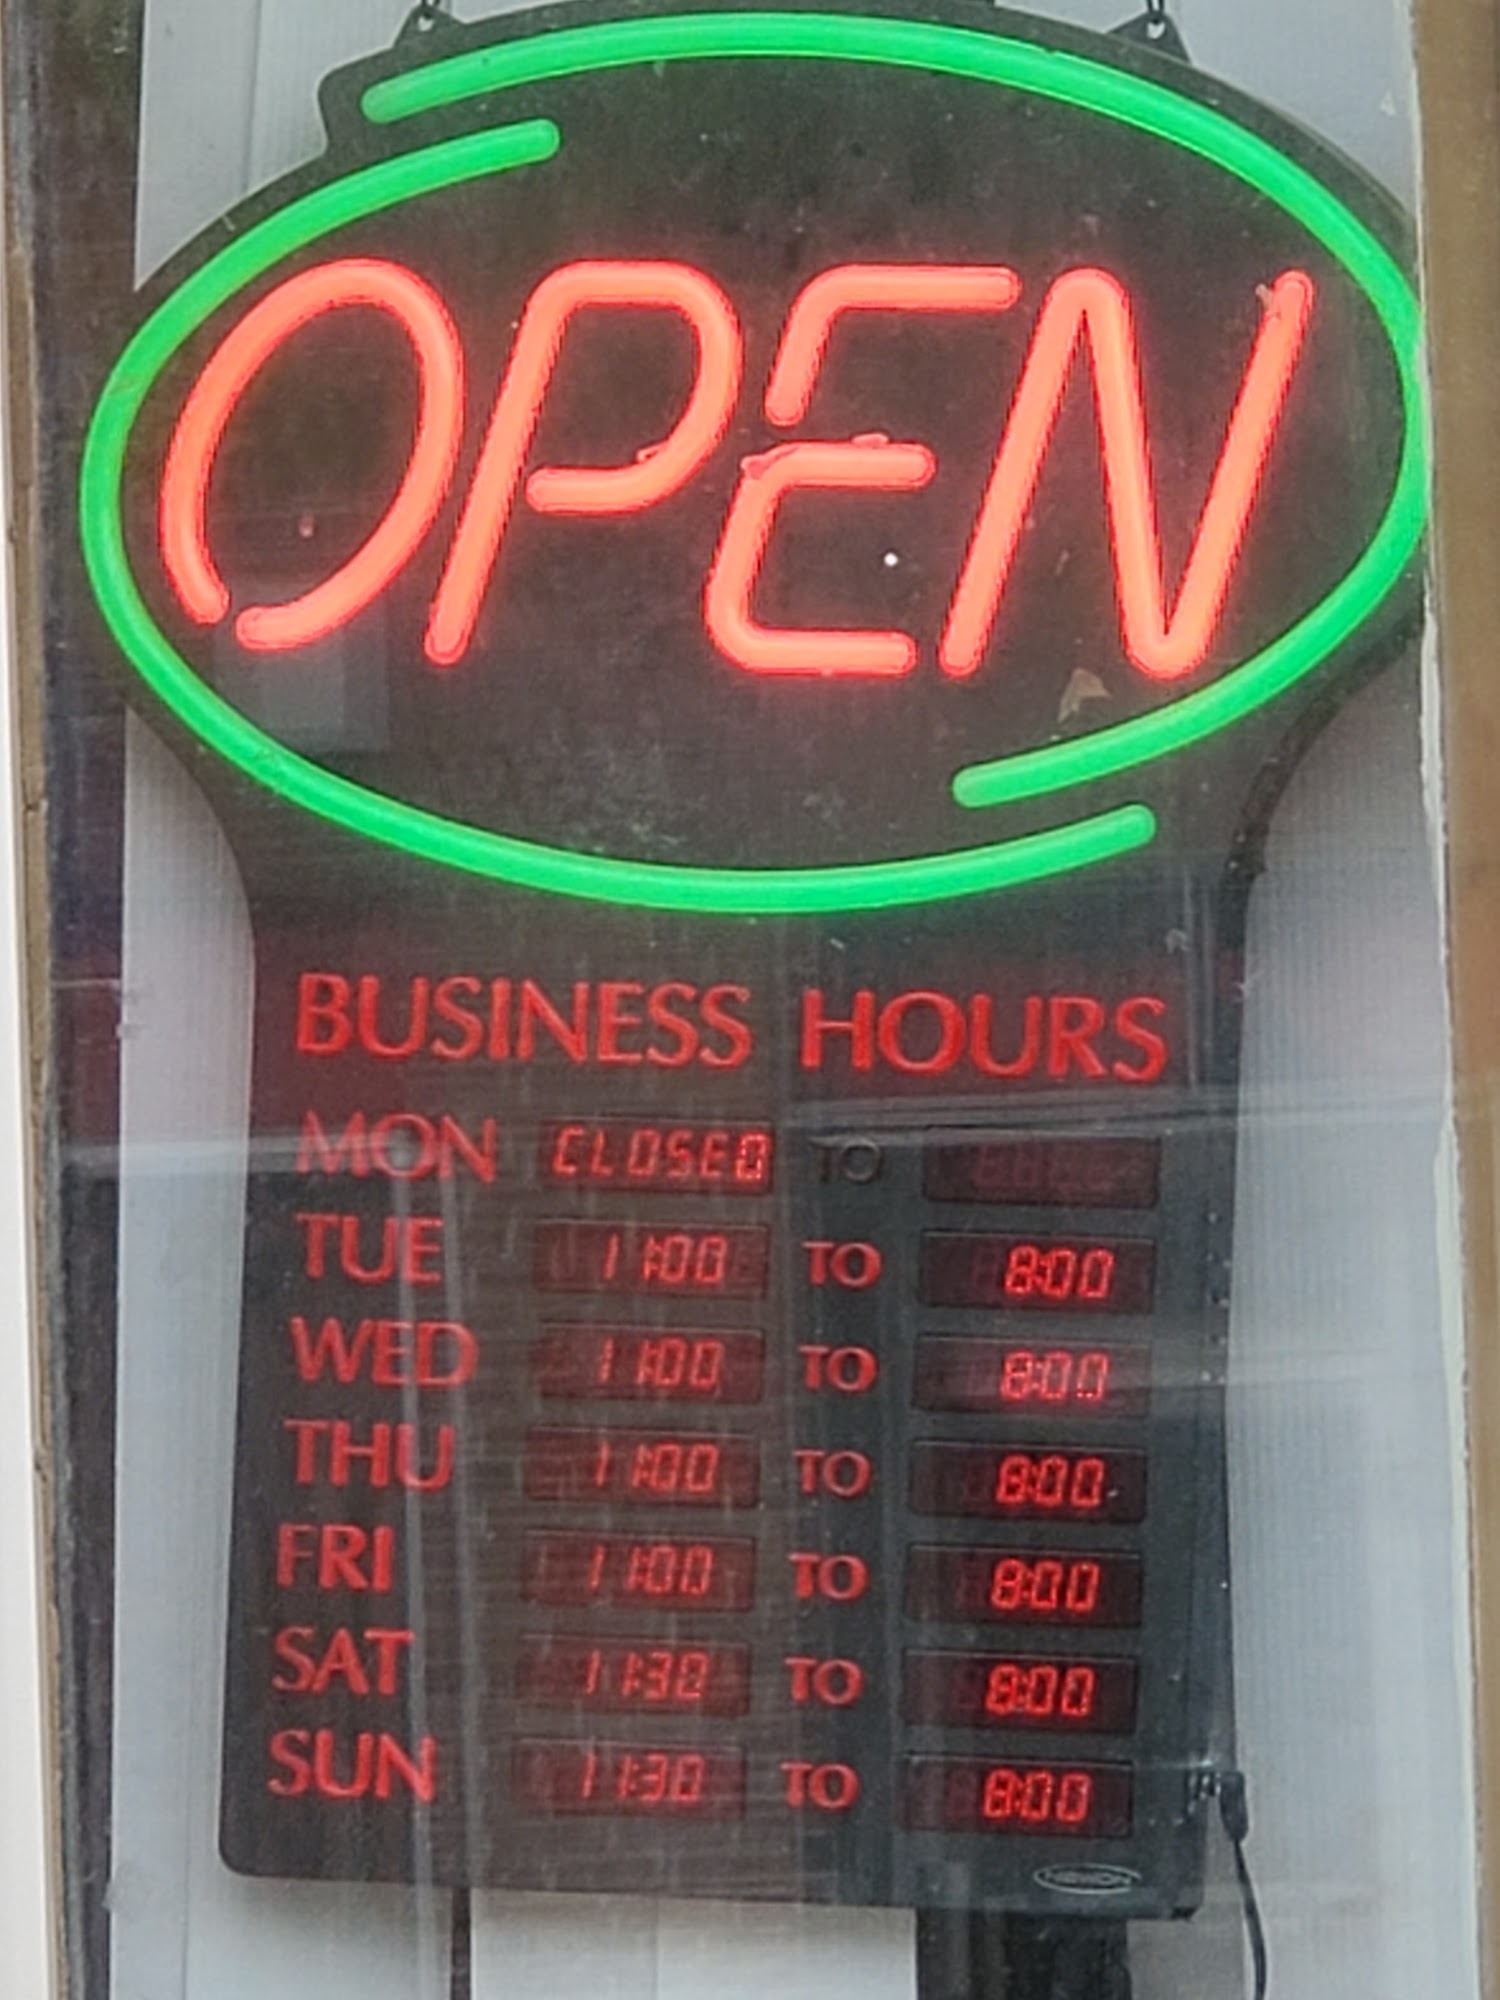 OPEN
BUSINESS HOURS
MON CLOSED TO
TUE 11:00 TO 8:00
WED 11:00 TO 8:00
THU 11:00 TO 8:00
FRI 11:00 TO 8:00
SAT 11:30 TO 8:00
SUN 11:30 TO 8:00
NEWON